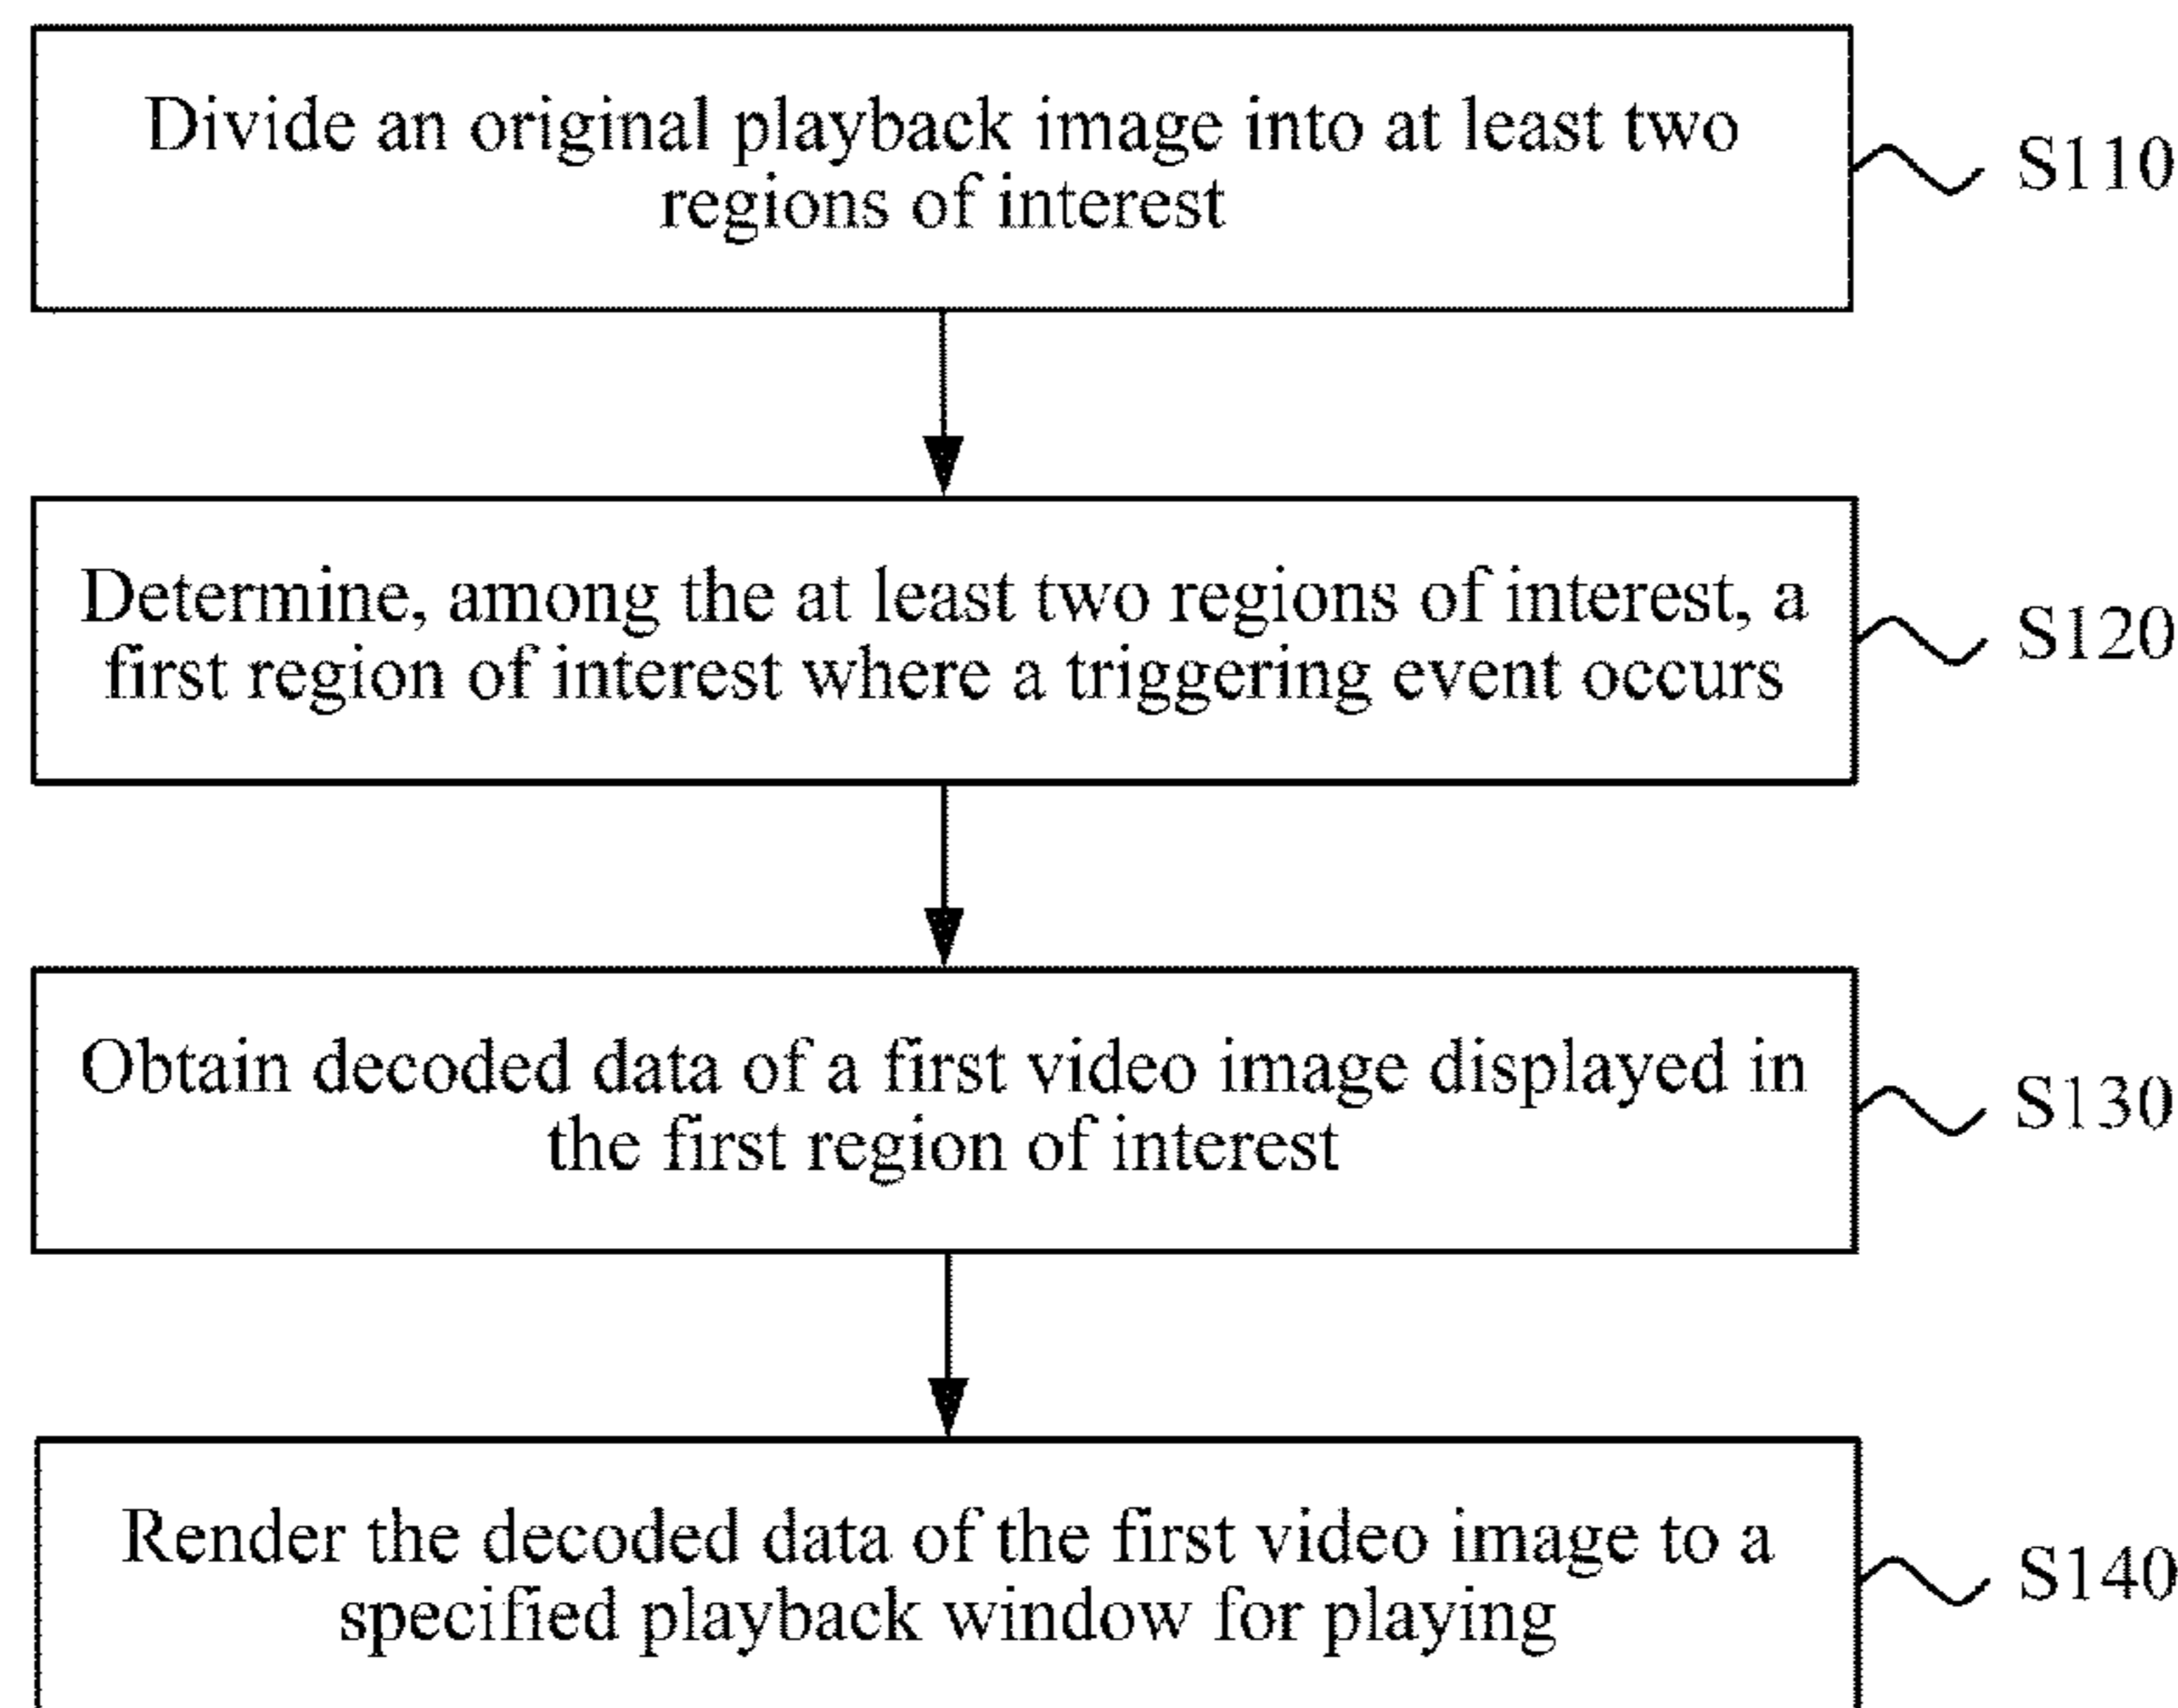 Divide an original playback image into at least two
regions of interest
S110
Determine, among the at least two regions of interest, a
first region of interest where a triggering event occurs
S120
Obtain decoded data of a first video image displayed in
the first region of interest
S130
Render the decoded data of the first video image to a
specified playback window for playing
S140